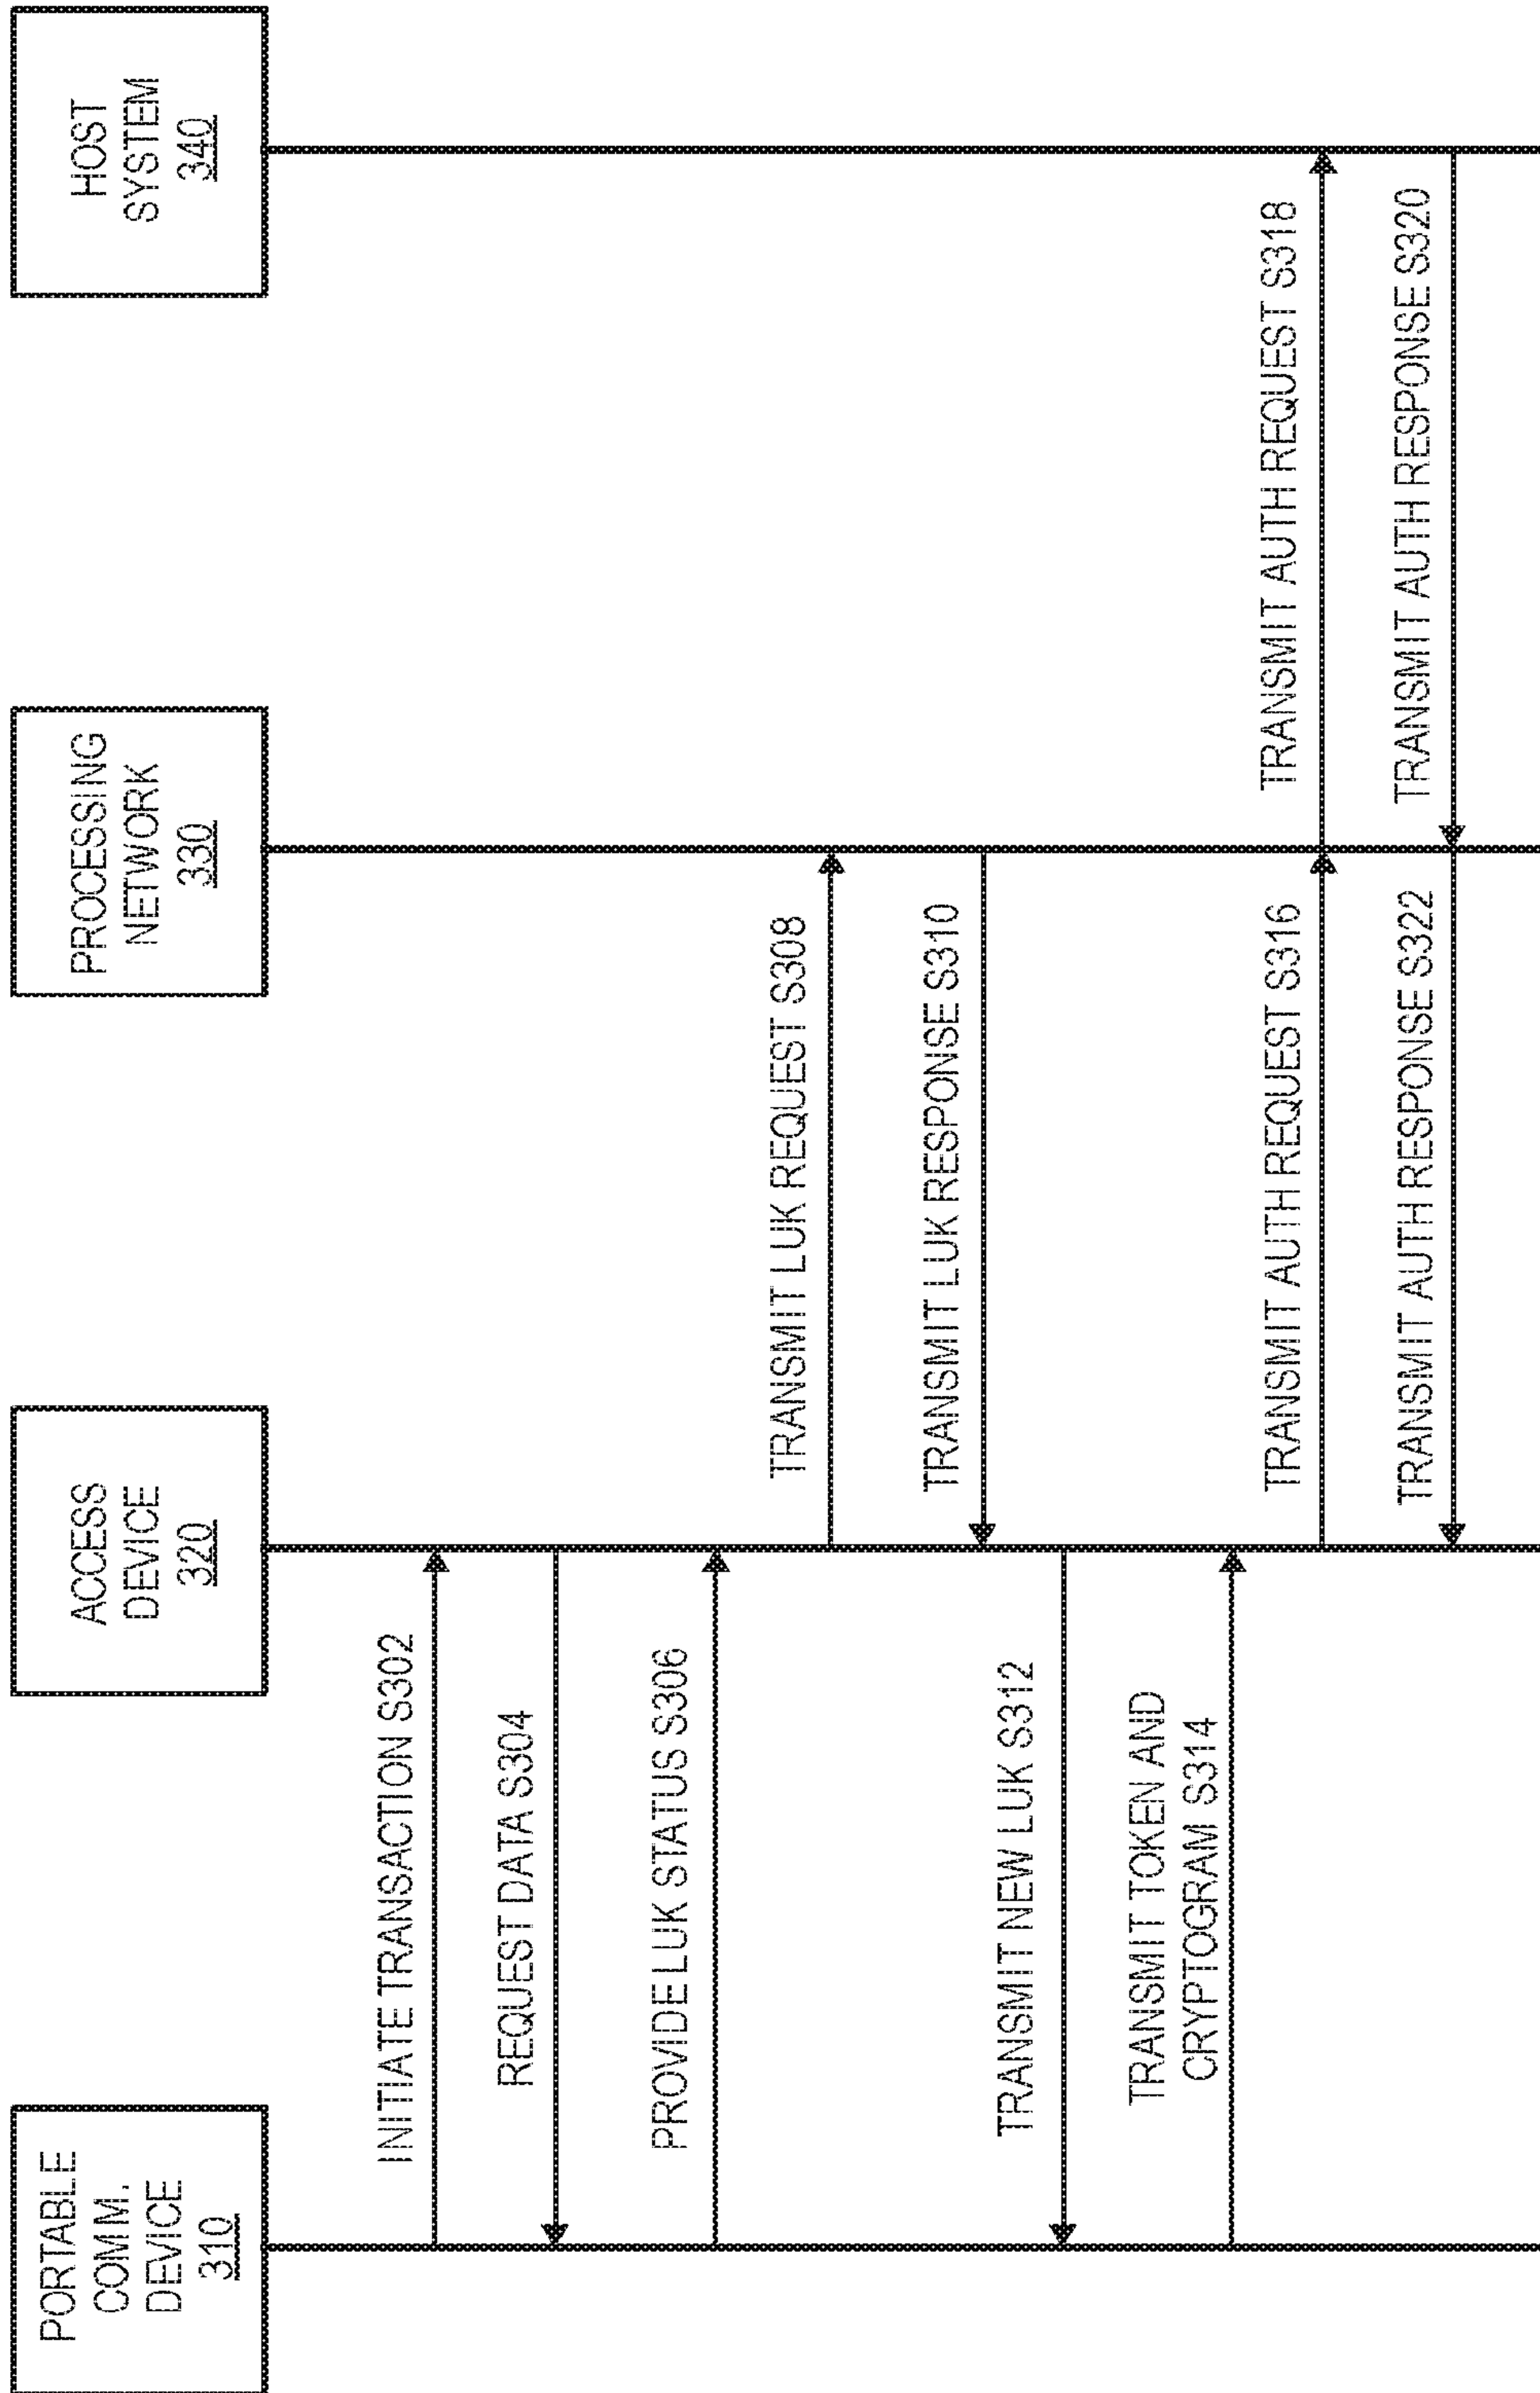 PORTABLE
COMM.
DEVICE
310
ACCESS
DEVICE
320
PROCESSING
NETWORK
330
HOST
SYSTEM
340
INITIATE TRANSACTION S302
REQUEST DATA S304
PROVIDE LUK STATUS S306
TRANSMIT LUK REQUEST S308
TRANSMIT LUK RESPONSE S310
TRANSMIT NEW LUK S312
TRANSMIT TOKEN AND
CRYPTOGRAM S314
TRANSMIT AUTH REQUEST S316
TRANSMIT AUTH REQUEST S318
TRANSMIT AUTH RESPONSE S322
TRANSMIT AUTH RESPONSE S320